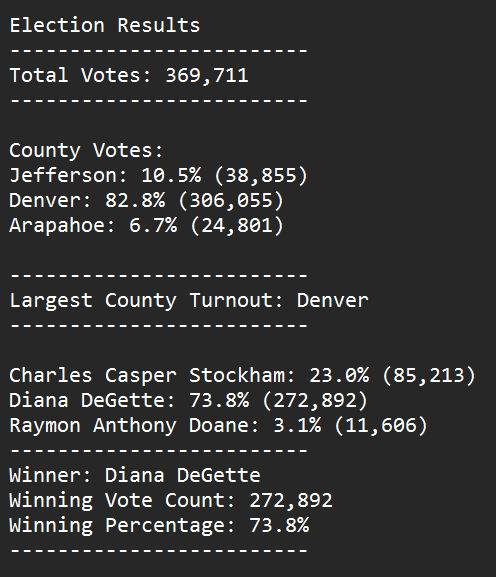 Election Results
-------------------------
Total Votes: 369,711
-------------------------
County Votes:
Jefferson: 10.5% (38,855)
Denver: 82.8% (306,055)
Arapahoe: 6.7% (24,801)
-------------------------
Largest County Turnout: Denver
-------------------------
Charles Casper Stockham: 23.0% (85,213)
Diana DeGette: 73.8% (272,892)
Raymon Anthony Doane: 3.1% (11,606)
-------------------------
Winner: Diana DeGette
Winning Vote Count: 272,892
Winning Percentage: 73.8%
-------------------------